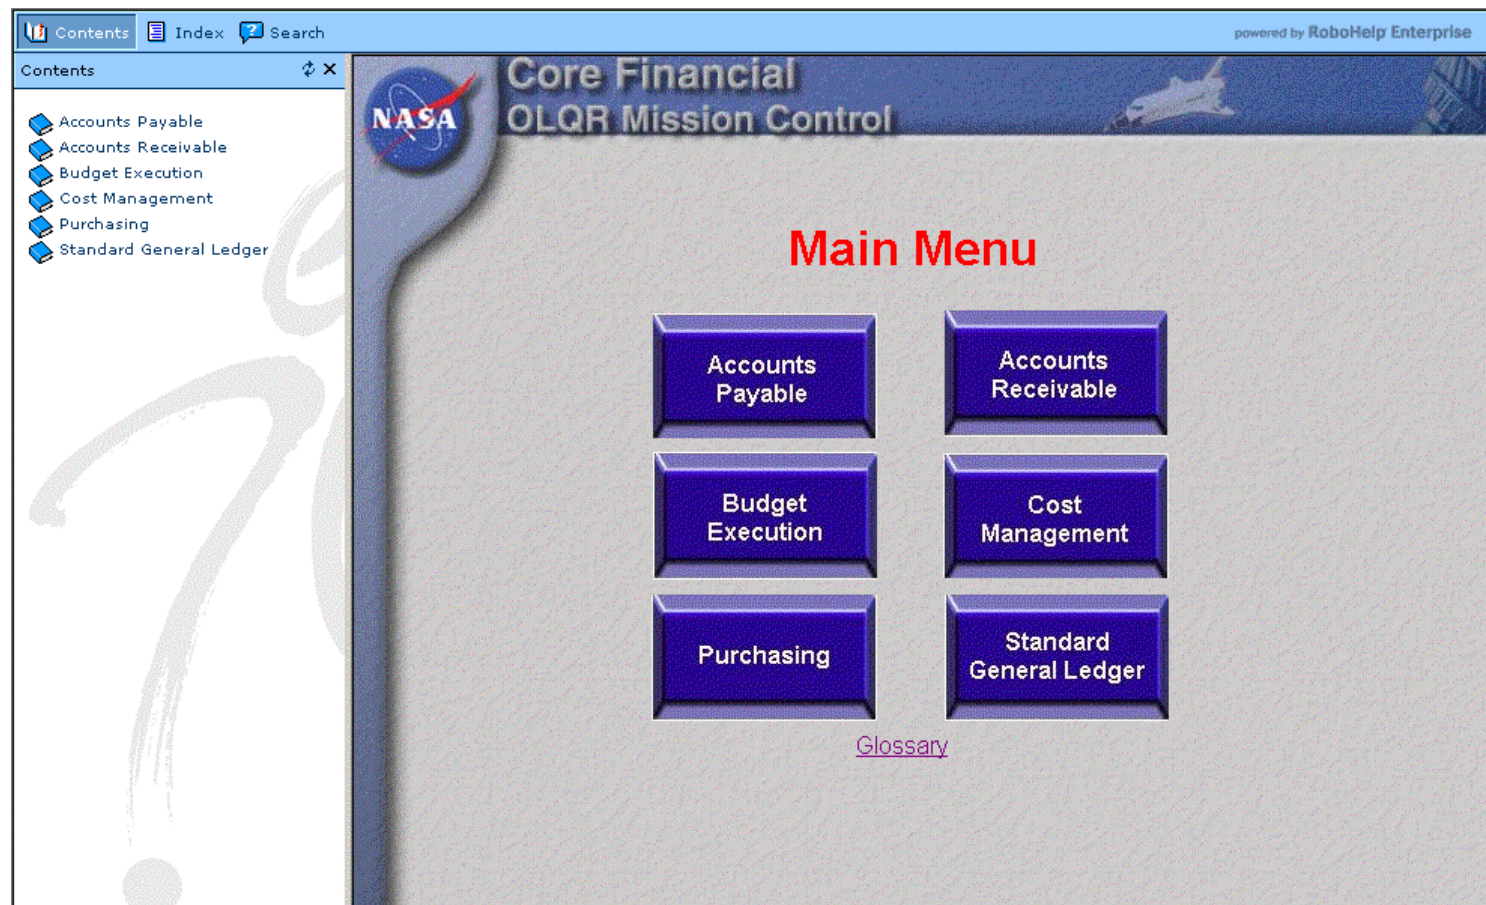 Contents Index Search
powered by RoboHelp Enterprise
Contents
Accounts Payable
Accounts Receivable
Budget Execution
Cost Management
Purchasing
Standard General Ledger
NASA
Core Financial
OLQR Mission Control
Main Menu
Accounts
Payable
Accounts
Receivable
Budget
Execution
Cost
Management
Purchasing
Standard
General Ledger
Glossary